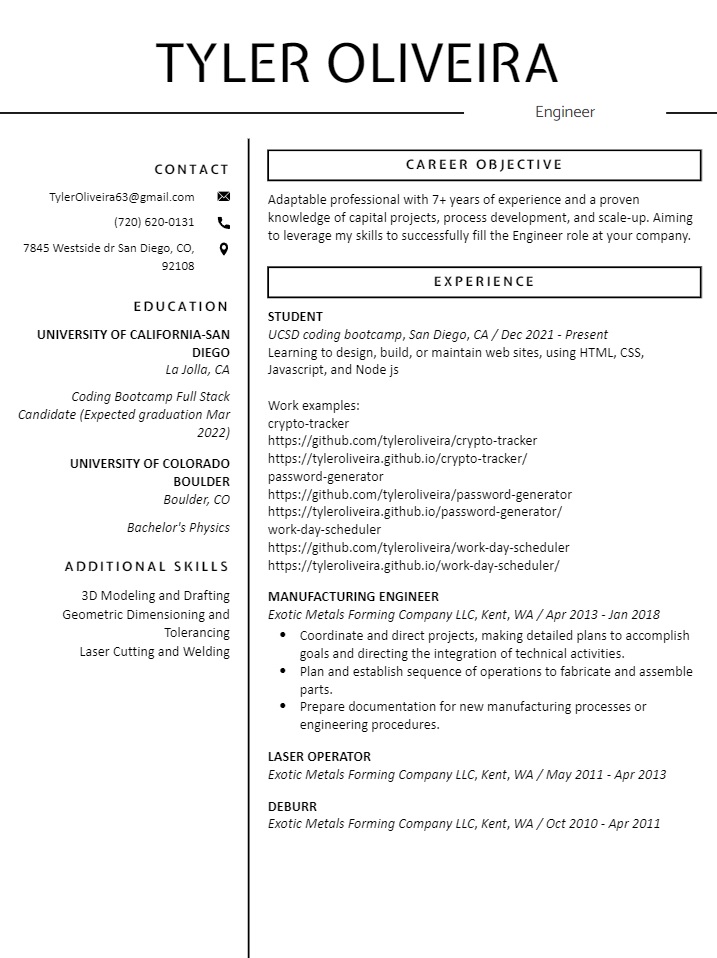 TYLER OLIVEIRA
Engineer
CONTACT
TylerOliveira63@gmail.com
(720) 620-0131
7845 Westside dr San Diego, CO,
92108
EDUCATION
UNIVERSITY OF CALIFORNIA-SAN
DIEGO
La Jolla, CA
Coding Bootcamp Full Stack
Candidate (Expected graduation Mar
2022)
UNIVERSITY OF COLORADO
BOULDER
Boulder, CO
Bachelor's Physics
ADDITIONAL SKILLS
3D Modeling and Drafting
Geometric Dimensioning and
Tolerancing
Laser Cutting and Welding
CAREER OBJECTIVE
Adaptable professional with 7+ years of experience and a proven
knowledge of capital projects, process development, and scale-up. Aiming
to leverage my skills to successfully fill the Engineer role at your company.
EXPERIENCE
STUDENT
UCSD coding bootcamp, San Diego, CA / Dec 2021 - Present
Learning to design, build, or maintain web sites, using HTML, CSS,
Javascript, and Node js
Work examples:
crypto-tracker
https://github.com/tyleroliveira/crypto-tracker
https://tyleroliveira.github.io/crypto-tracker/
password-generator
https://github.com/tyleroliveira/password-generator
https://tyleroliveira.github.io/password-generator/
work-day-scheduler
https://github.com/tyleroliveira/work-day-scheduler
https://tyleroliveira.github.io/work-day-scheduler/
MANUFACTURING ENGINEER
Exotic Metals Forming Company LLC, Kent, WA / Apr 2013 - Jan 2018
• Coordinate and direct projects, making detailed plans to accomplish
goals and directing the integration of technical activities.
• Plan and establish sequence of operations to fabricate and assemble
parts.
• Prepare documentation for new manufacturing processes or
engineering procedures.
LASER OPERATOR
Exotic Metals Forming Company LLC, Kent, WA / May 2011 - Apr 2013
DEBURR
Exotic Metals Forming Company LLC, Kent, WA / Oct 2010 - Apr 2011